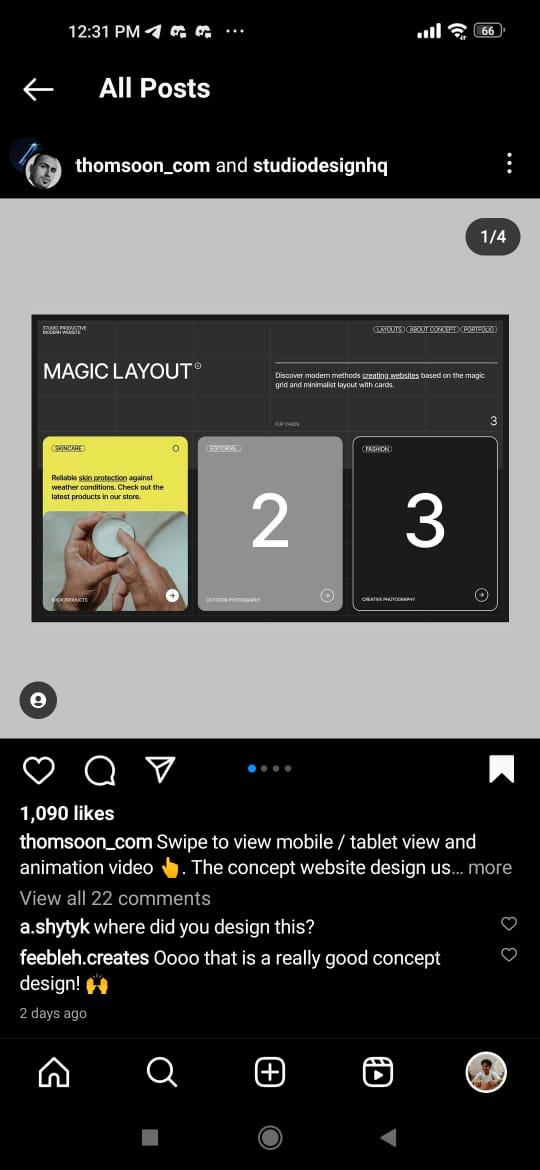 12:31 PM
66
All Posts
thomsoon_com and studiodesignhq
1/4
STUDIO PRODUCTIVE
MODERN WEBSITE
LAYOUTS ABOUT CONCEPT PORTFOLIO
MAGIC LAYOUT
Discover modern methods creating websites based on the magic
grid and minimalist layout with cards.
FLIP CARDS
3
SKINCARE
EDITORIAL
FASHION
Reliable skin protection against
weather conditions. Check out the
latest products in our store.
2
3
PRODUCTS
OUTDOOR PHOTOGRAPHY
CREATIVE PHOTOGRAPHY
1,090 likes
thomsoon_com Swipe to view mobile / tablet view and
animation video 👆. The concept website design us... more
View all 22 comments
a.shytyk where did you design this?
feebleh.creates Oooo that is a really good concept
design! 🙌
2 days ago